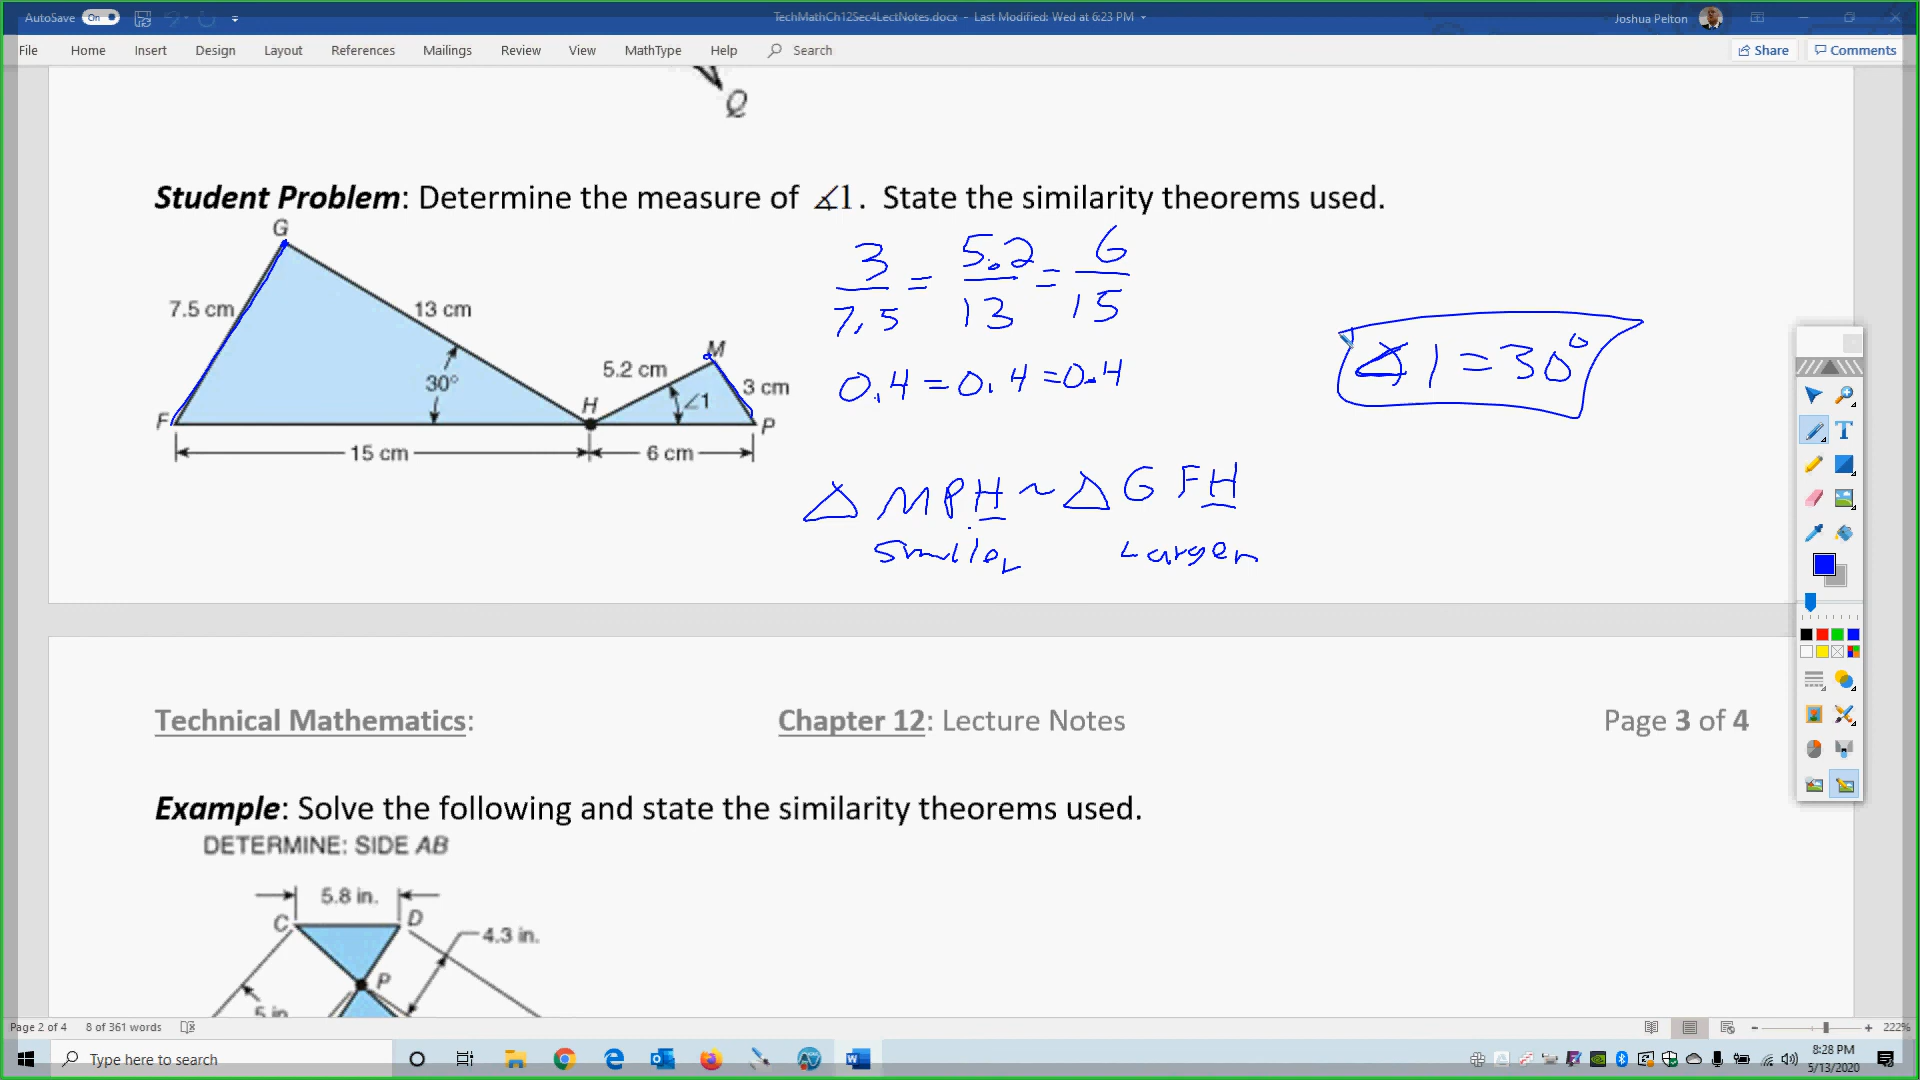 AutoSave On TechMathCh12Sec4LectNotes.docx - Last Modified: Wed at 6:23 PM Joshua Pelton
File Home Insert Design Layout References Mailings Review View MathType Help Search Share Comments
Q
Student Problem: Determine the measure of ∡1. State the similarity theorems used.
G
7.5 cm 13 cm
30°
F
H
15 cm
5.2 cm
M
3 cm
∠1
P
6 cm
3/7.5 = 5.2/13 = 6/15
0.4 = 0.4 = 0.4
∡1 = 30°
△ MPH ~ △ GFH
Larger
Technical Mathematics: Chapter 12: Lecture Notes Page 3 of 4
Example: Solve the following and state the similarity theorems used.
DETERMINE: SIDE AB
5.8 in.
C D
4.3 in.
P
5 in
Page 2 of 4 8 of 361 words 222%
Type here to search
8:28 PM
5/13/2020